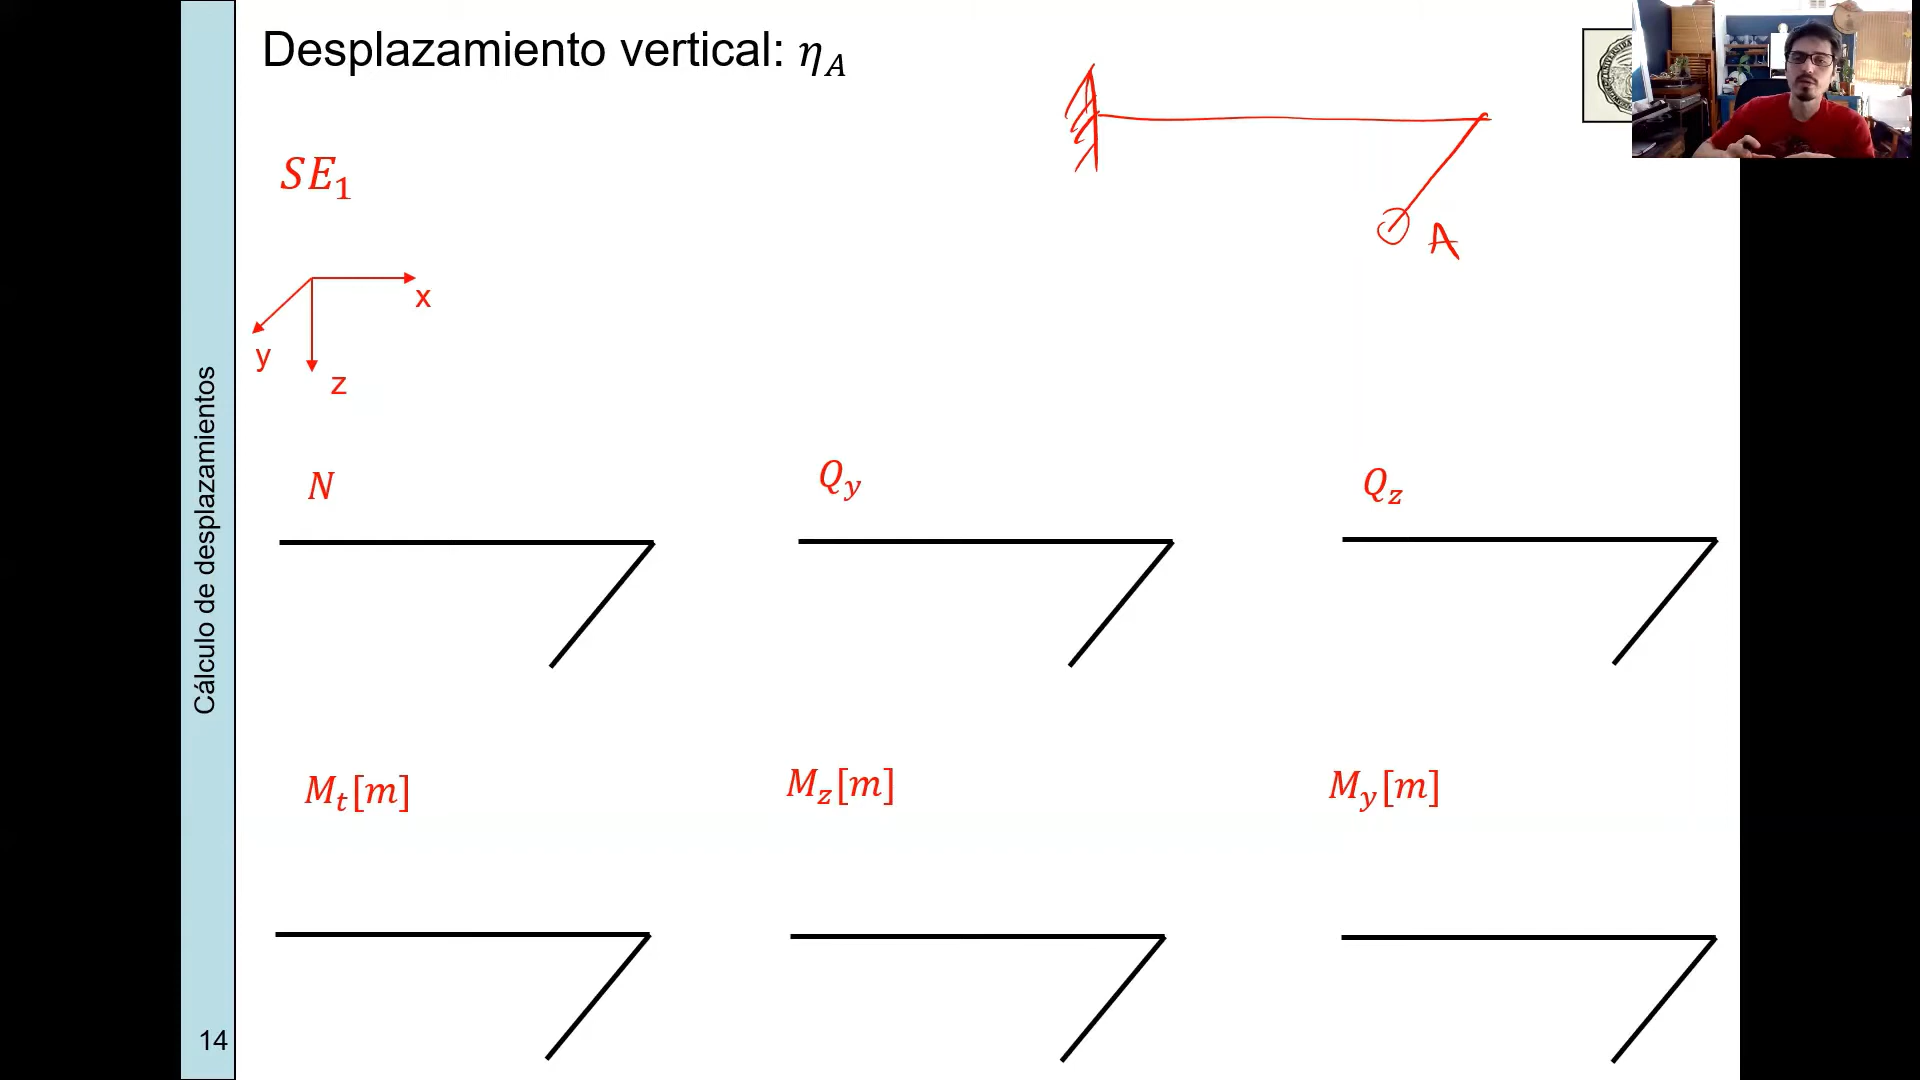 Desplazamiento vertical: η_A
SE₁
A
x
y
z
N
Q_y
Q_z
M_t[m]
M_z[m]
M_y[m]
Cálculo de desplazamientos
14